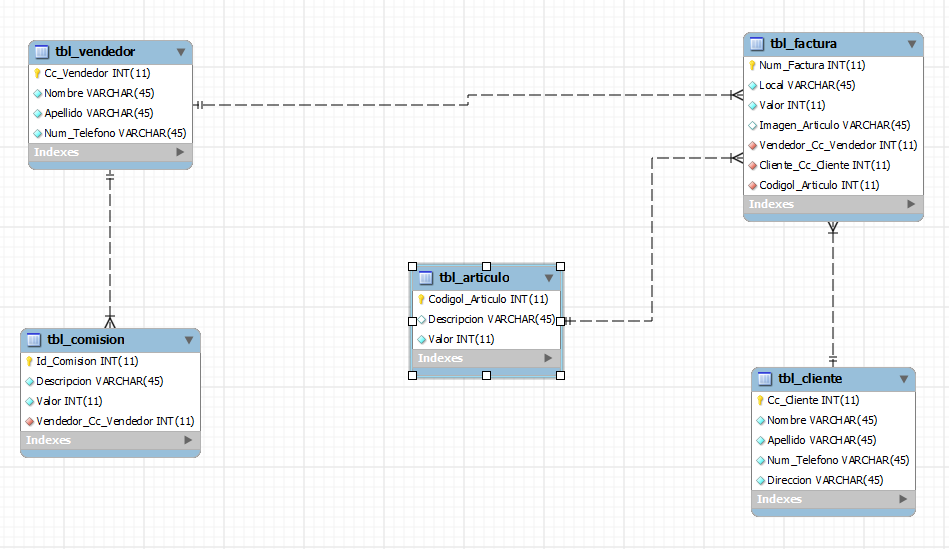 tbl_vendedor
Cc_Vendedor INT(11)
Nombre VARCHAR(45)
Apellido VARCHAR(45)
Num_Telefono VARCHAR(45)
Indexes
tbl_factura
Num_Factura INT(11)
Local VARCHAR(45)
Valor INT(11)
Imagen_Articulo VARCHAR(45)
Vendedor_Cc_Vendedor INT(11)
Cliente_Cc_Cliente INT(11)
Codigol_Articulo INT(11)
Indexes
tbl_articulo
Codigol_Articulo INT(11)
Descripcion VARCHAR(45)
Valor INT(11)
Indexes
tbl_comision
Id_Comision INT(11)
Descripcion VARCHAR(45)
Valor INT(11)
Vendedor_Cc_Vendedor INT(11)
Indexes
tbl_cliente
Cc_Cliente INT(11)
Nombre VARCHAR(45)
Apellido VARCHAR(45)
Num_Telefono VARCHAR(45)
Direccion VARCHAR(45)
Indexes